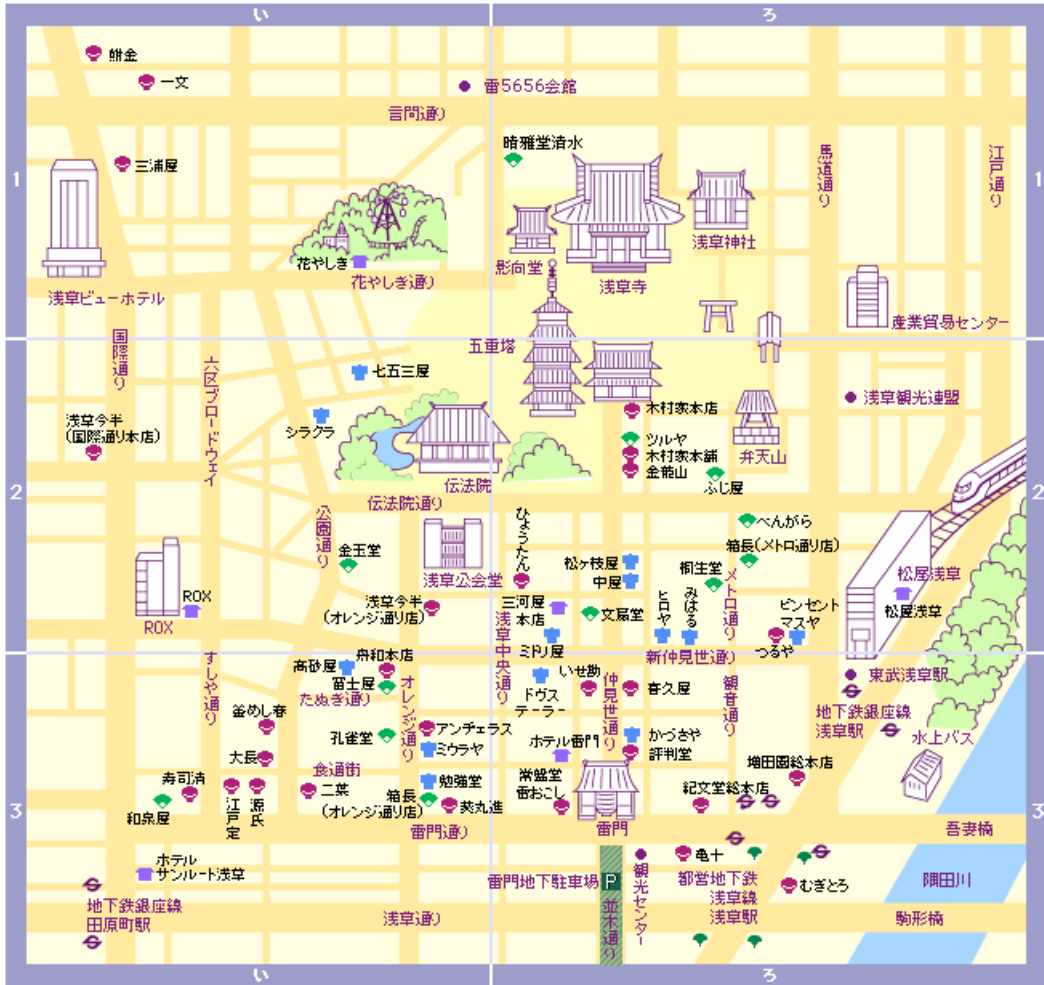 い
ろ
鮒金
一文
雷5656会館
言問通り
三浦屋
1
晴雅堂清水
馬道通り
江戸通り
1
浅草神社
花やしき
花やしき通り
影向堂
浅草寺
浅草ビューホテル
産業貿易センター
国際通り
五重塔
六区ブロードウェイ
七五三屋
浅草観光連盟
木村家本店
浅草今半
(国際通り本店)
シラクラ
ツルヤ
木村家本舗
金龍山
弁天山
ふじ屋
伝法院
伝法院通り
2
2
公園通り
ひょうたん
べんがら
金玉堂
浅草公会堂
松ヶ枝屋
中屋
箱長(メトロ通り店)
桐生堂
メトロ通り
松屋浅草
松屋浅草
ROX
ROX
浅草今半
(オレンジ通り店)
三河屋
本店
文扇堂
ヒロヤ
みはる
ビンセント
マスヤ
浅草中央通り
ミドリ屋
つるや
新仲見世通り
すしや通り
高砂屋
舟和本店
冨士屋
たぬき通り
オレンジ通り
ドヴス
テーラー
いせ勘
仲見世通り
喜久屋
観音通り
東武浅草駅
地下鉄銀座線
浅草駅
釜めし春
アンヂェラス
孔雀堂
ミウラヤ
ホテル雷門
かづさや
評判堂
水上バス
大長
食通街
増田園総本店
寿司清
和泉屋
江戸定
源氏
二葉
勉強堂
箱長
(オレンジ通り店)
葵丸進
常盤堂
雷おこし
紀文堂総本店
3
3
雷門通り
雷門
吾妻橋
ホテル
サンルート浅草
雷門地下駐車場
P
観光センター
亀十
都営地下鉄
浅草線
浅草駅
むぎとろ
隅田川
地下鉄銀座線
田原町駅
浅草通り
並木通り
駒形橋
い
ろ